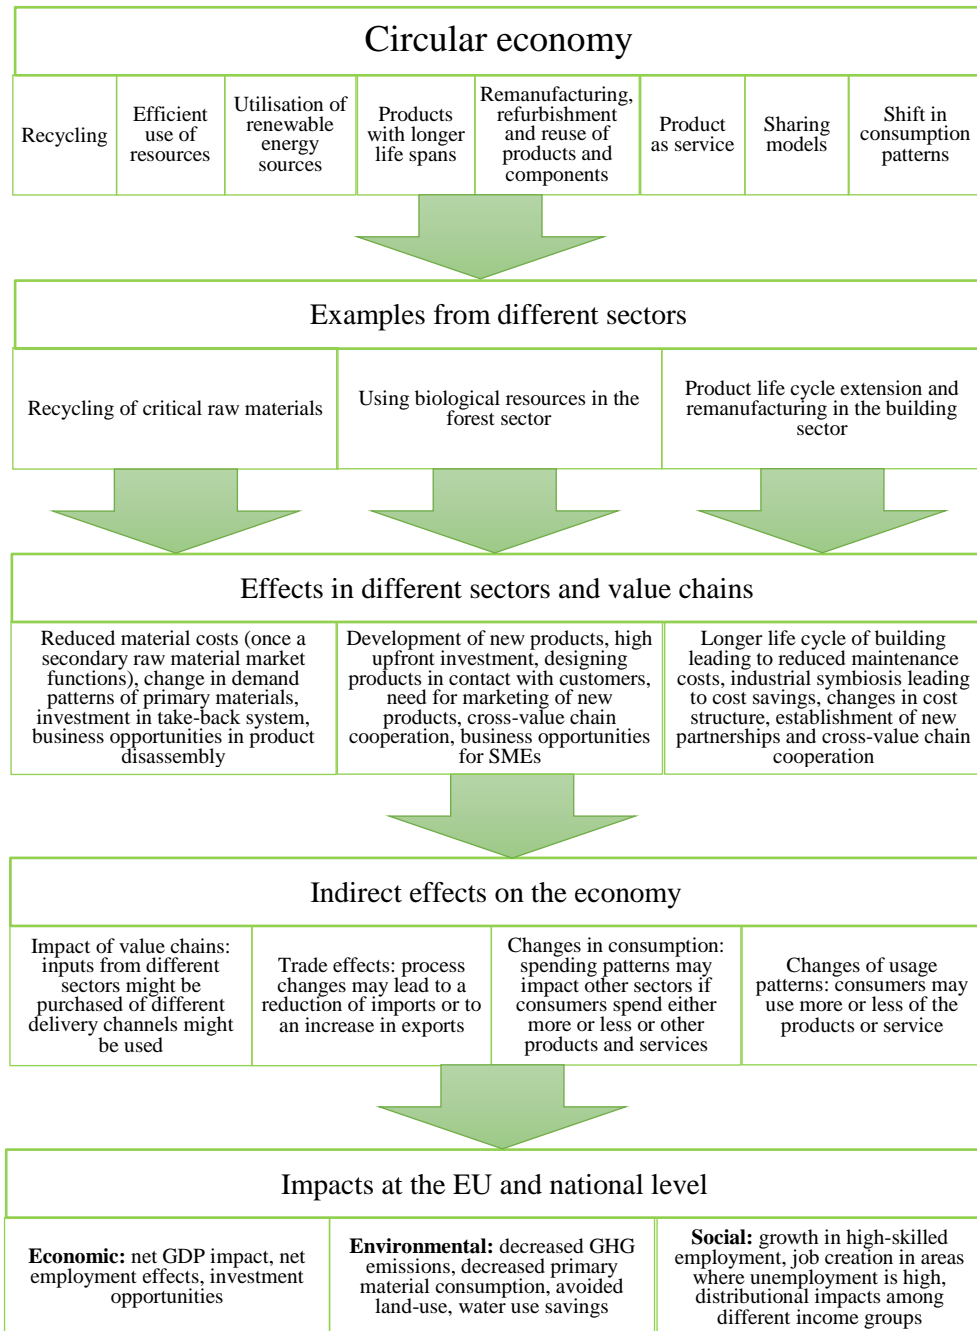 Circular economy
Recycling
Efficient
use of
resources
Utilisation of
renewable
energy
sources
Products
with longer
life spans
Remanufacturing,
refurbishment
and reuse of
products and
components
Product
as service
Sharing
models
Shift in
consumption
patterns
Examples from different sectors
Recycling of critical raw materials
Using biological resources in the
forest sector
Product life cycle extension and
remanufacturing in the building
sector
Effects in different sectors and value chains
Reduced material costs (once a
secondary raw material market
functions), change in demand
patterns of primary materials,
investment in take-back system,
business opportunities in product
disassembly
Development of new products, high
upfront investment, designing
products in contact with customers,
need for marketing of new
products, cross-value chain
cooperation, business opportunities
for SMEs
Longer life cycle of building
leading to reduced maintenance
costs, industrial symbiosis leading
to cost savings, changes in cost
structure, establishment of new
partnerships and cross-value chain
cooperation
Indirect effects on the economy
Impact of value chains:
inputs from different
sectors might be
purchased of different
delivery channels might
be used
Trade effects: process
changes may lead to a
reduction of imports or to
an increase in exports
Changes in consumption:
spending patterns may
impact other sectors if
consumers spend either
more or less or other
products and services
Changes of usage
patterns: consumers may
use more or less of the
products or service
Impacts at the EU and national level
Economic: net GDP impact, net
employment effects, investment
opportunities
Environmental: decreased GHG
emissions, decreased primary
material consumption, avoided
land-use, water use savings
Social: growth in high-skilled
employment, job creation in areas
where unemployment is high,
distributional impacts among
different income groups